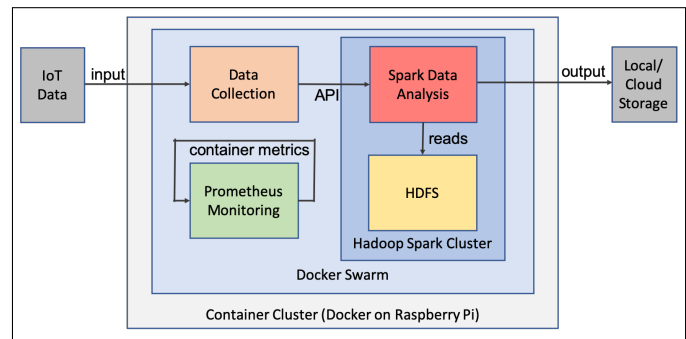 IoT
Data
input
Data
Collection
API
Spark Data
Analysis
output
Local/
Cloud
Storage
reads
container metrics
Prometheus
Monitoring
HDFS
Hadoop Spark Cluster
Docker Swarm
Container Cluster (Docker on Raspberry Pi)